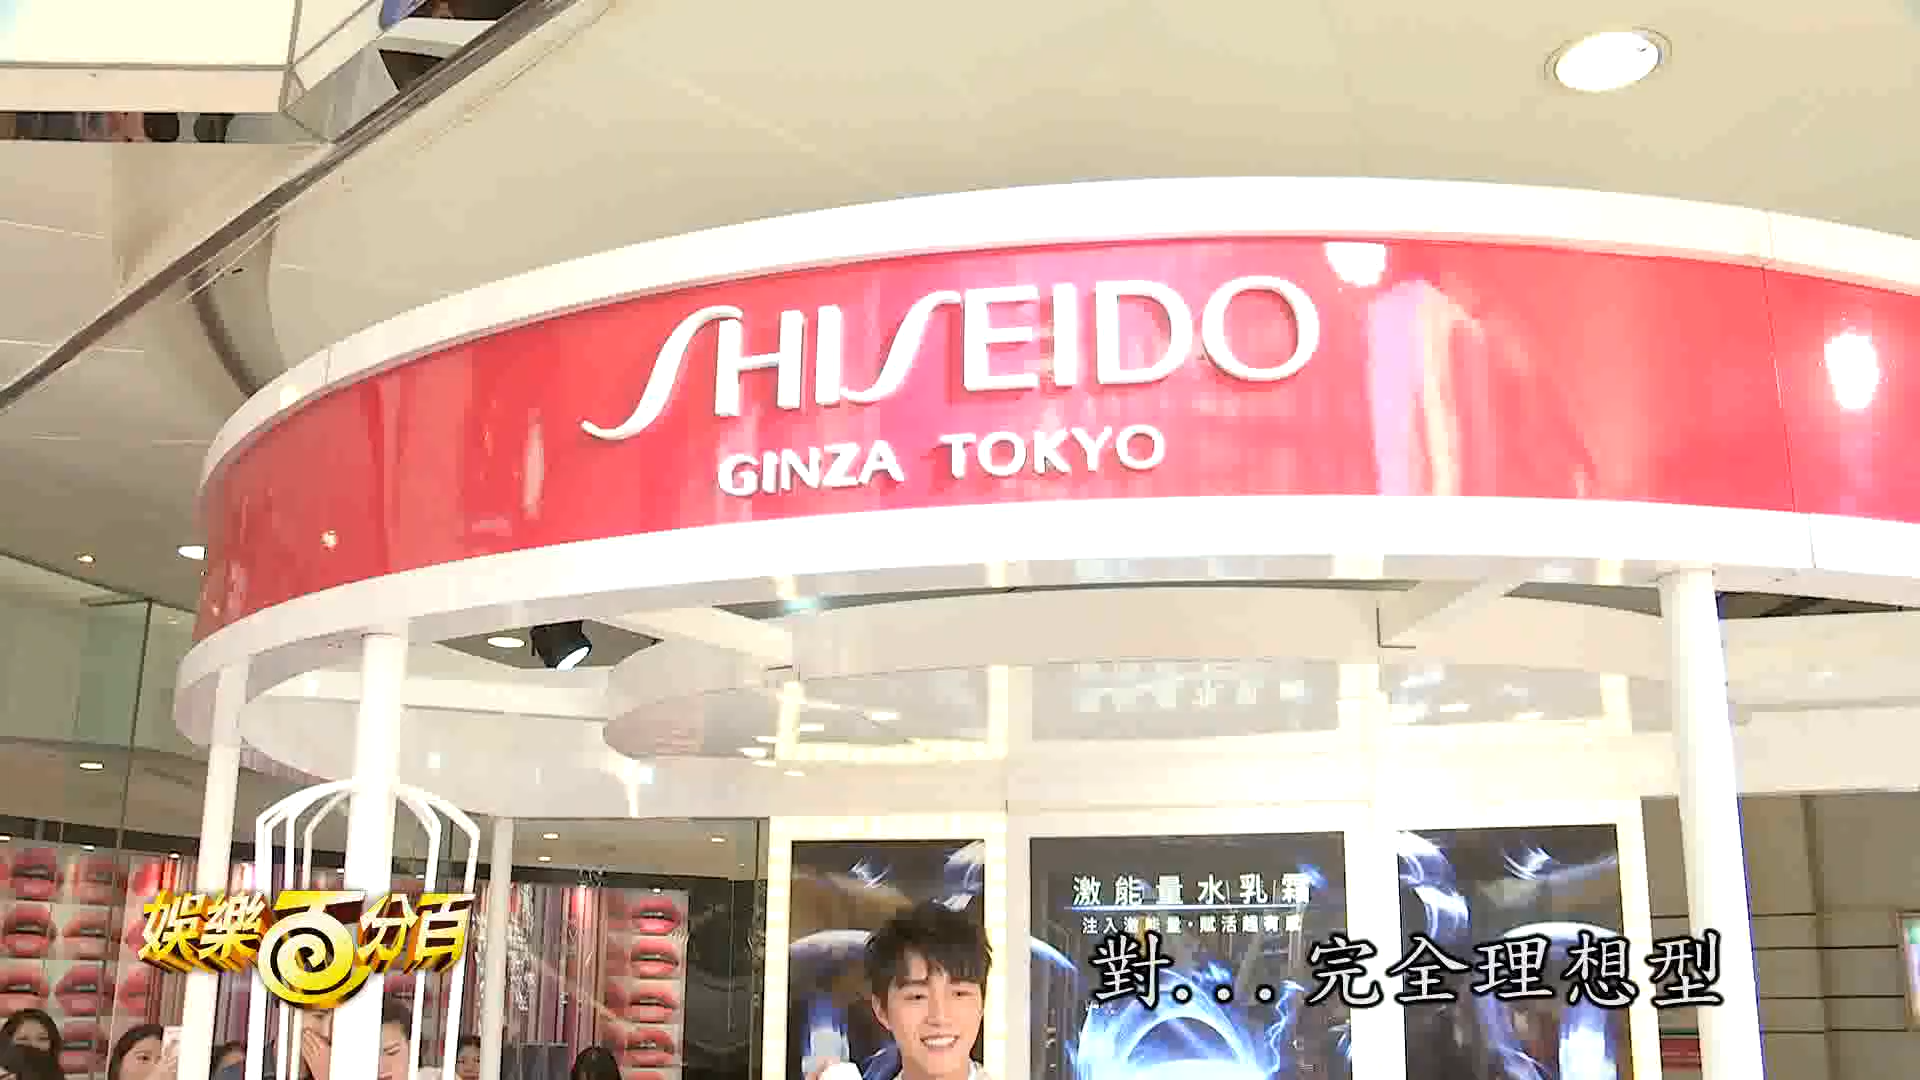 SHISEIDO
GINZA TOKYO
激能量水乳霜
注入激能量·賦活超有感
娛樂百分百
對...完全理想型